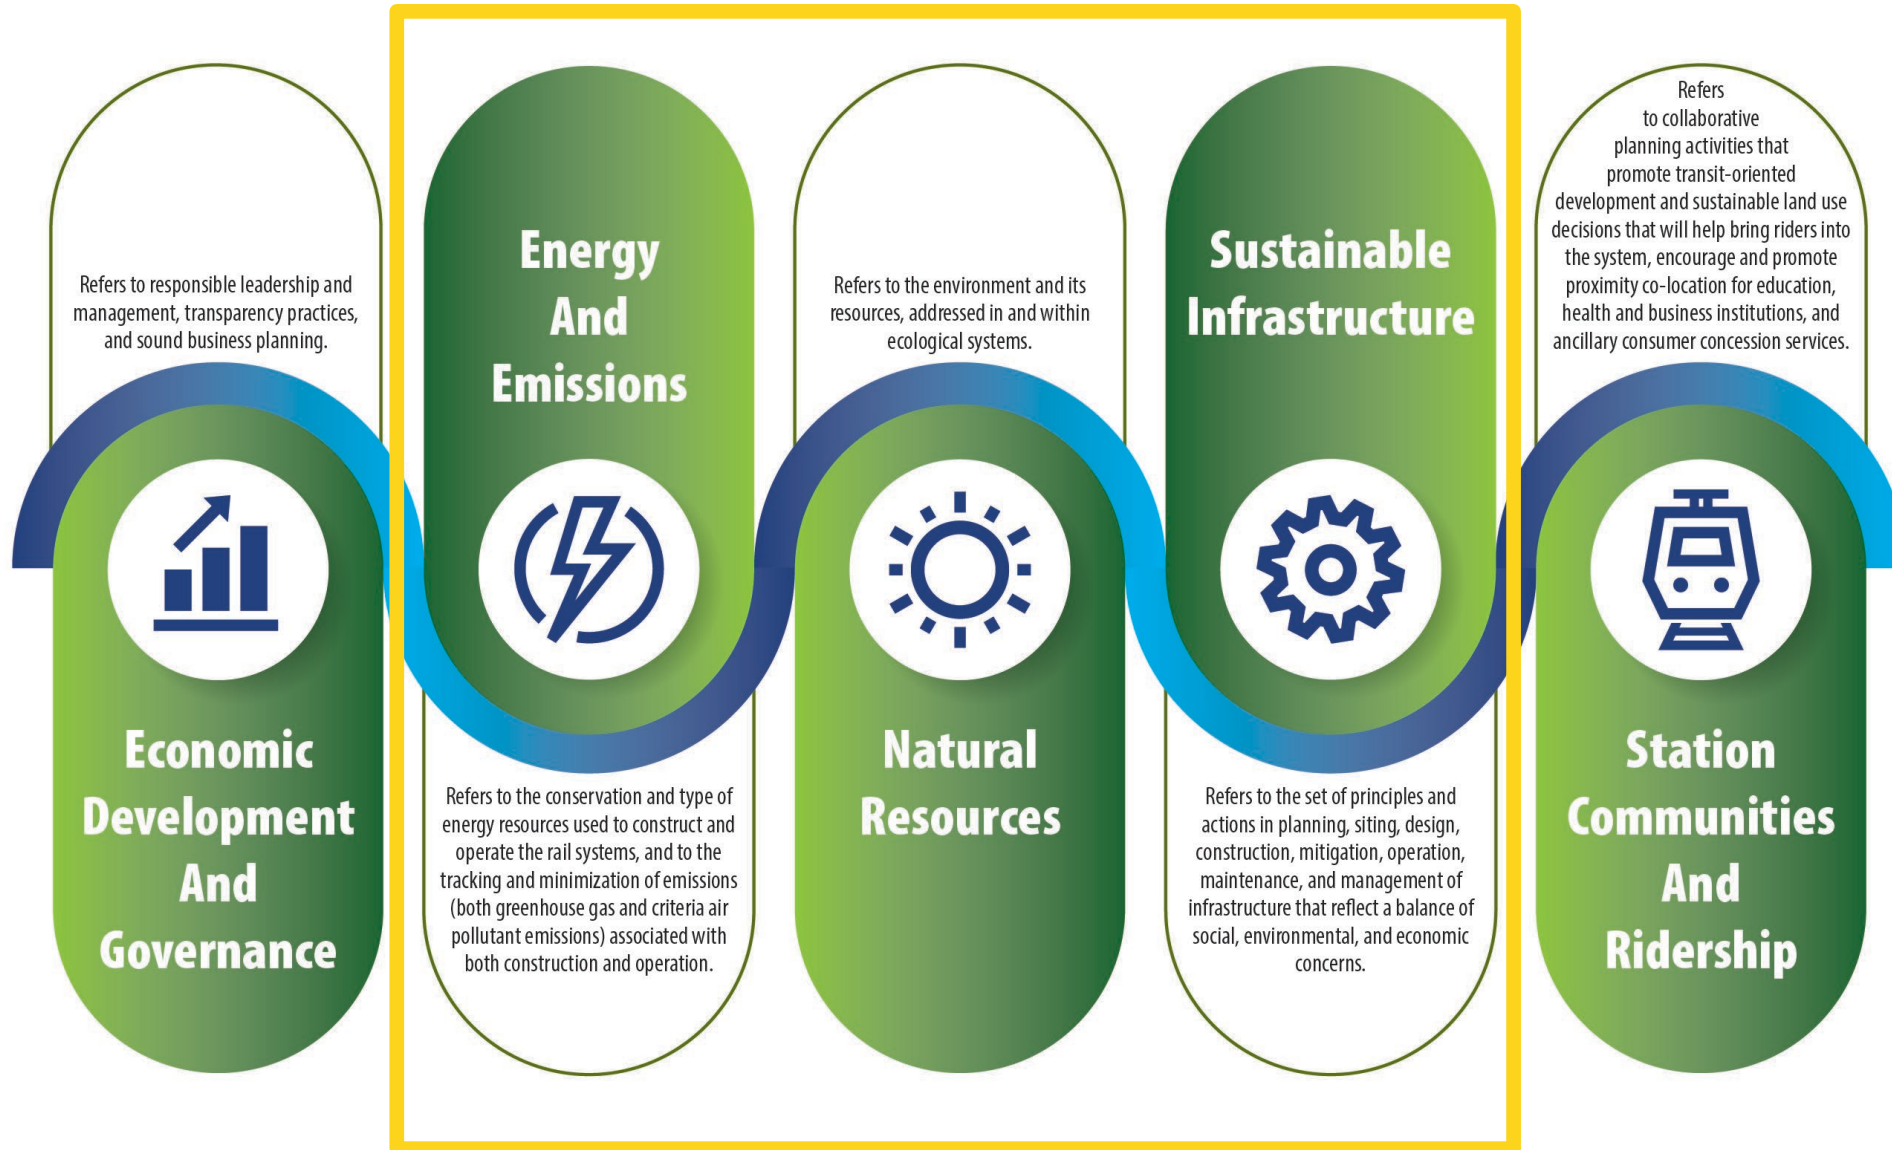 Refers to responsible leadership and
management, transparency practices,
and sound business planning.
Economic
Development
And
Governance
Energy
And
Emissions
Refers to the conservation and type of
energy resources used to construct and
operate the rail systems, and to the
tracking and minimization of emissions
(both greenhouse gas and criteria air
pollutant emissions) associated with
both construction and operation.
Refers to the environment and its
resources, addressed in and within
ecological systems.
Natural
Resources
Sustainable
Infrastructure
Refers to the set of principles and
actions in planning, siting, design,
construction, mitigation, operation,
maintenance, and management of
infrastructure that reflect a balance of
social, environmental, and economic
concerns.
Refers
to collaborative
planning activities that
promote transit-oriented
development and sustainable land use
decisions that will help bring riders into
the system, encourage and promote
proximity co-location for education,
health and business institutions, and
ancillary consumer concession services.
Station
Communities
And
Ridership